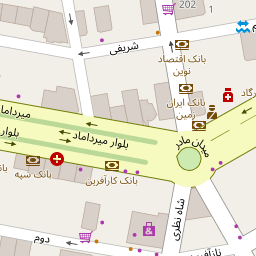 202
شریفی
بانک اقتصاد
نوین
بانک ایران
زمین
میدان مادر
میرداماد
بلوار میرداماد
بلوار
بانک سپه
بانک کارآفرین
شاه نظری
دوم